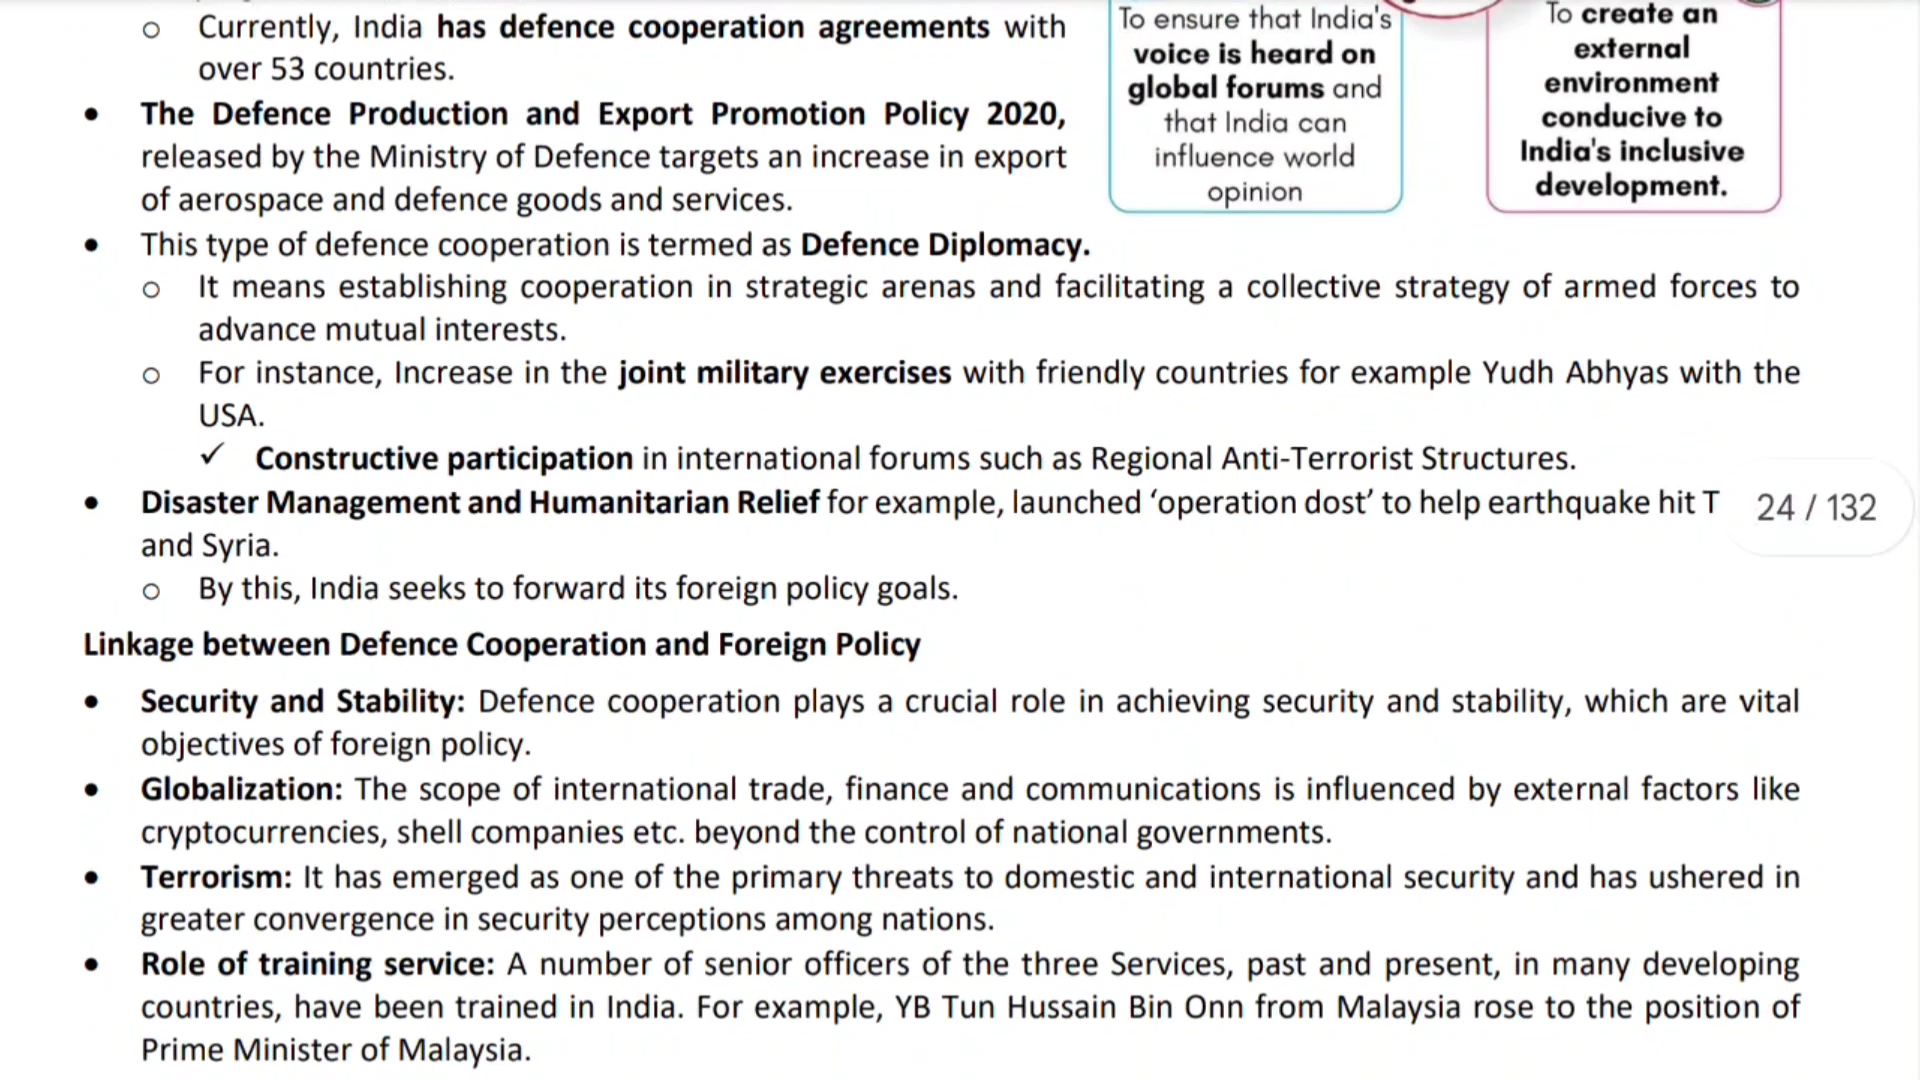 ○ Currently, India has defence cooperation agreements with
over 53 countries.
• The Defence Production and Export Promotion Policy 2020,
released by the Ministry of Defence targets an increase in export
of aerospace and defence goods and services.
To ensure that India's
voice is heard on
global forums and
that India can
influence world
opinion
To create an
external
environment
conducive to
India's inclusive
development.
• This type of defence cooperation is termed as Defence Diplomacy.
○ It means establishing cooperation in strategic arenas and facilitating a collective strategy of armed forces to
advance mutual interests.
○ For instance, Increase in the joint military exercises with friendly countries for example Yudh Abhyas with the
USA.
✓ Constructive participation in international forums such as Regional Anti-Terrorist Structures.
• Disaster Management and Humanitarian Relief for example, launched ‘operation dost’ to help earthquake hit T
24 / 132
and Syria.
○ By this, India seeks to forward its foreign policy goals.
Linkage between Defence Cooperation and Foreign Policy
• Security and Stability: Defence cooperation plays a crucial role in achieving security and stability, which are vital
objectives of foreign policy.
• Globalization: The scope of international trade, finance and communications is influenced by external factors like
cryptocurrencies, shell companies etc. beyond the control of national governments.
• Terrorism: It has emerged as one of the primary threats to domestic and international security and has ushered in
greater convergence in security perceptions among nations.
• Role of training service: A number of senior officers of the three Services, past and present, in many developing
countries, have been trained in India. For example, YB Tun Hussain Bin Onn from Malaysia rose to the position of
Prime Minister of Malaysia.